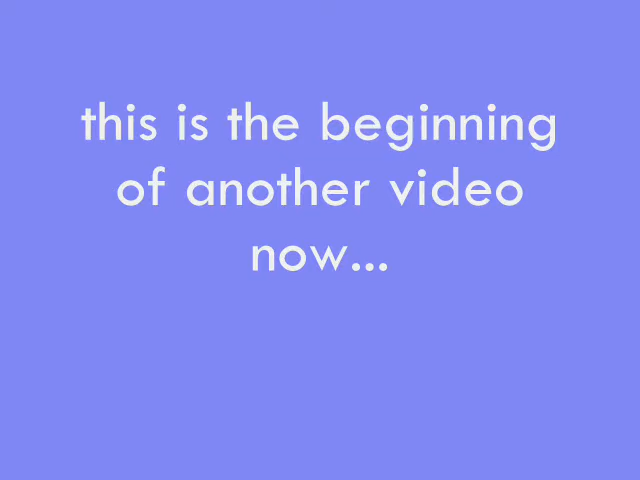 this is the beginning
of another video
now...